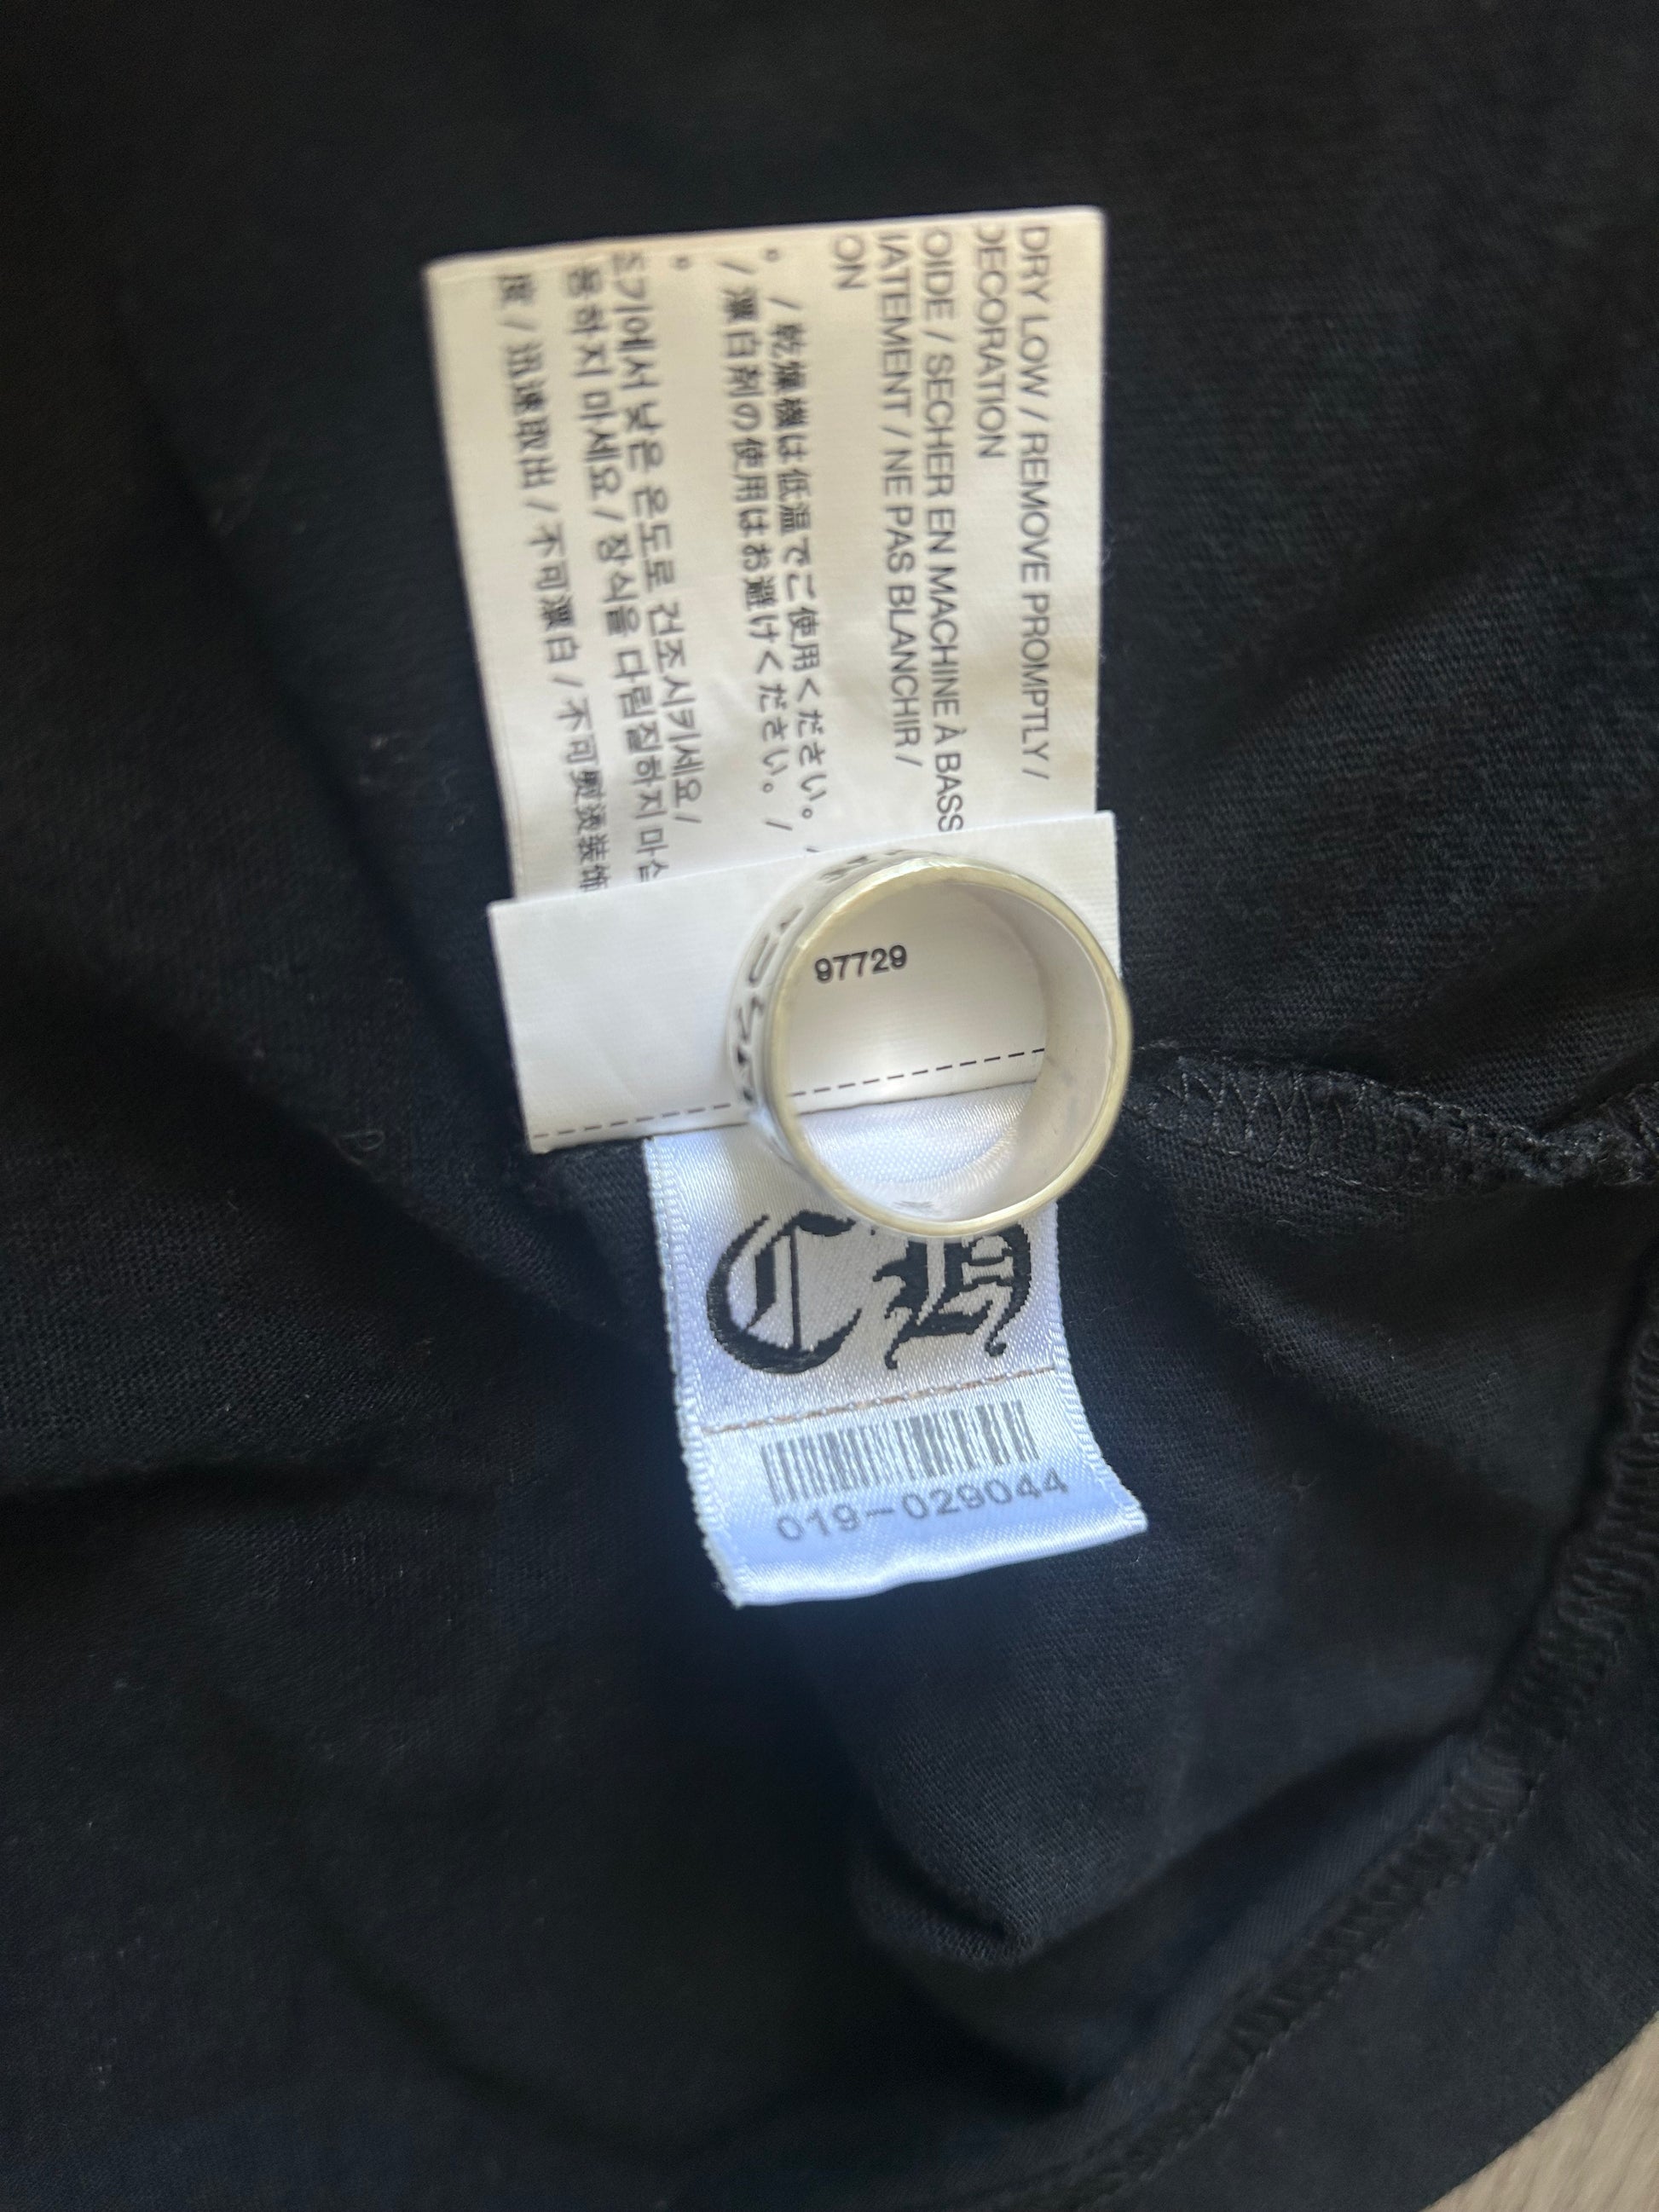 DRY LOW / REMOVE PROMPTLY /
DECORATION
OIDE / SECHER EN MACHINE À BASS
IATEMENT / NE PAS BLANCHIR /
ON
。 / 乾燥機は低温でご使用ください。 /
/ 漂白剤の使用はお避けください。 /
。
기에서 낮은 온도로 건조시키세요 /
용하지 마세요 / 장식을 다림질하지 마
度 / 迅速取出 / 不可漂白 / 不可熨烫装饰
97729
CH
019-029044